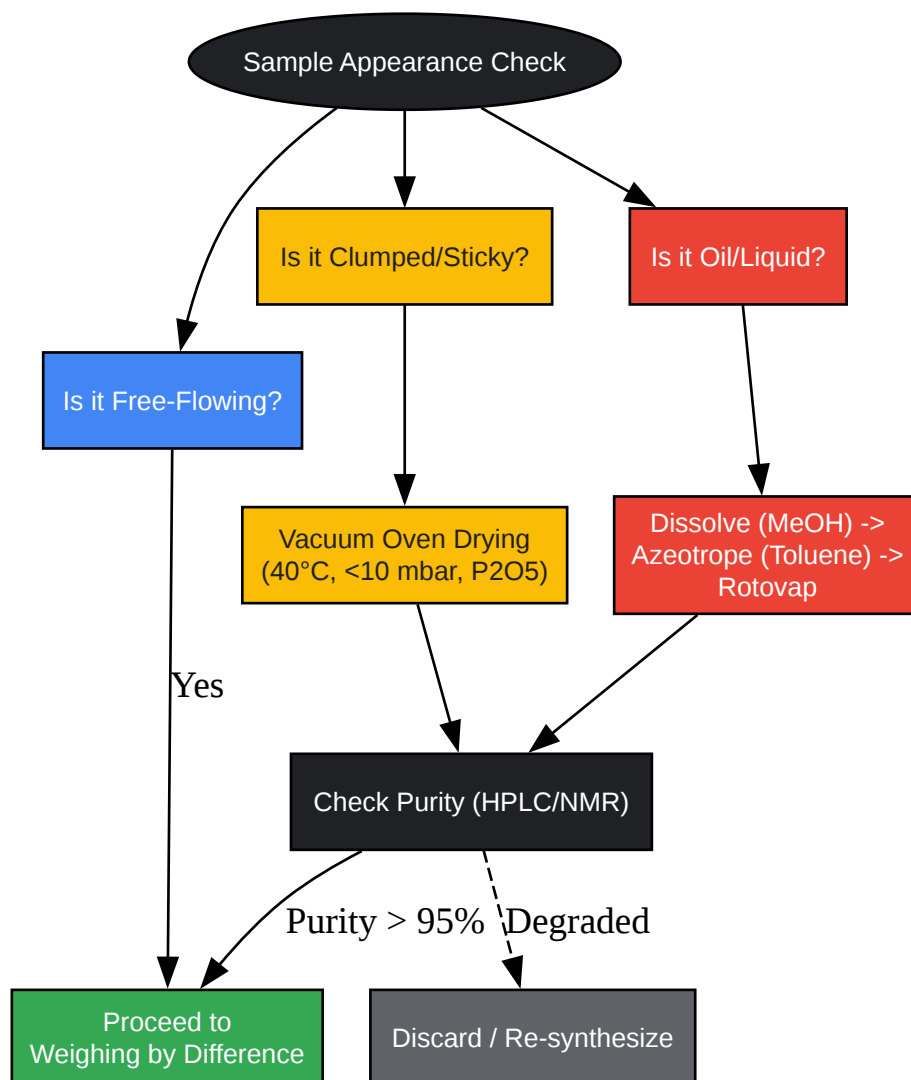 Sample Appearance Check
Is it Clumped/Sticky?
Is it Oil/Liquid?
Is it Free-Flowing?
Vacuum Oven Drying
(40°C, <10 mbar, P2O5)
Dissolve (MeOH) ->
Azeotrope (Toluene) ->
Rotovap
Yes
Check Purity (HPLC/NMR)
Purity > 95%
Degraded
Proceed to
Weighing by Difference
Discard / Re-synthesize